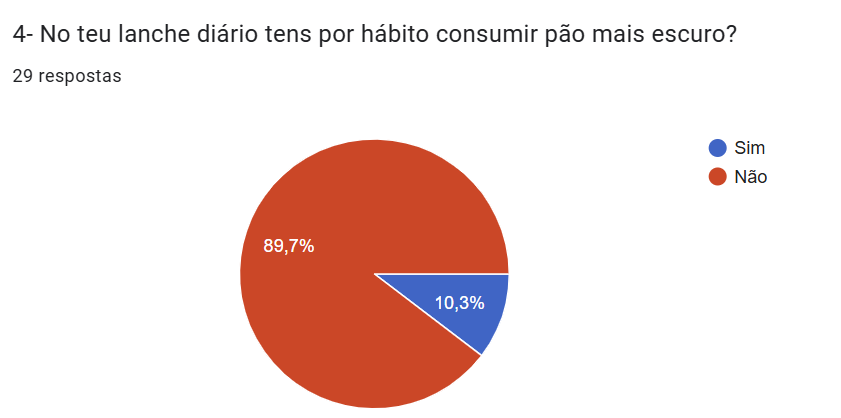 4- No teu lanche diário tens por hábito consumir pão mais escuro?
29 respostas
Sim
Não
89,7%
10,3%